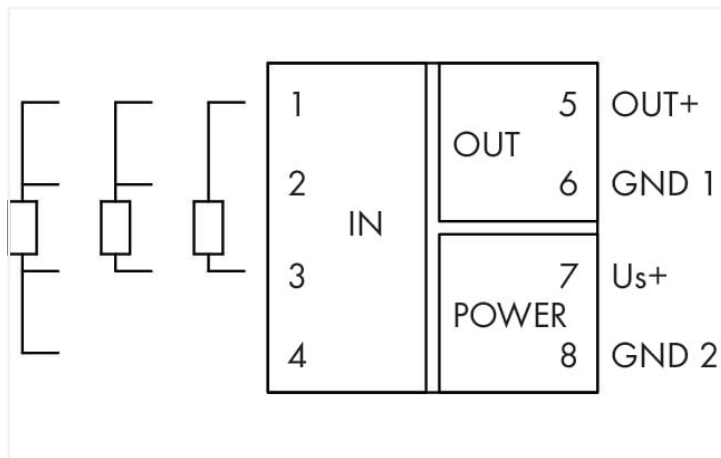 1 5 OUT+
OUT
2 6 GND 1
IN
3 7 Us+
POWER
4 8 GND 2